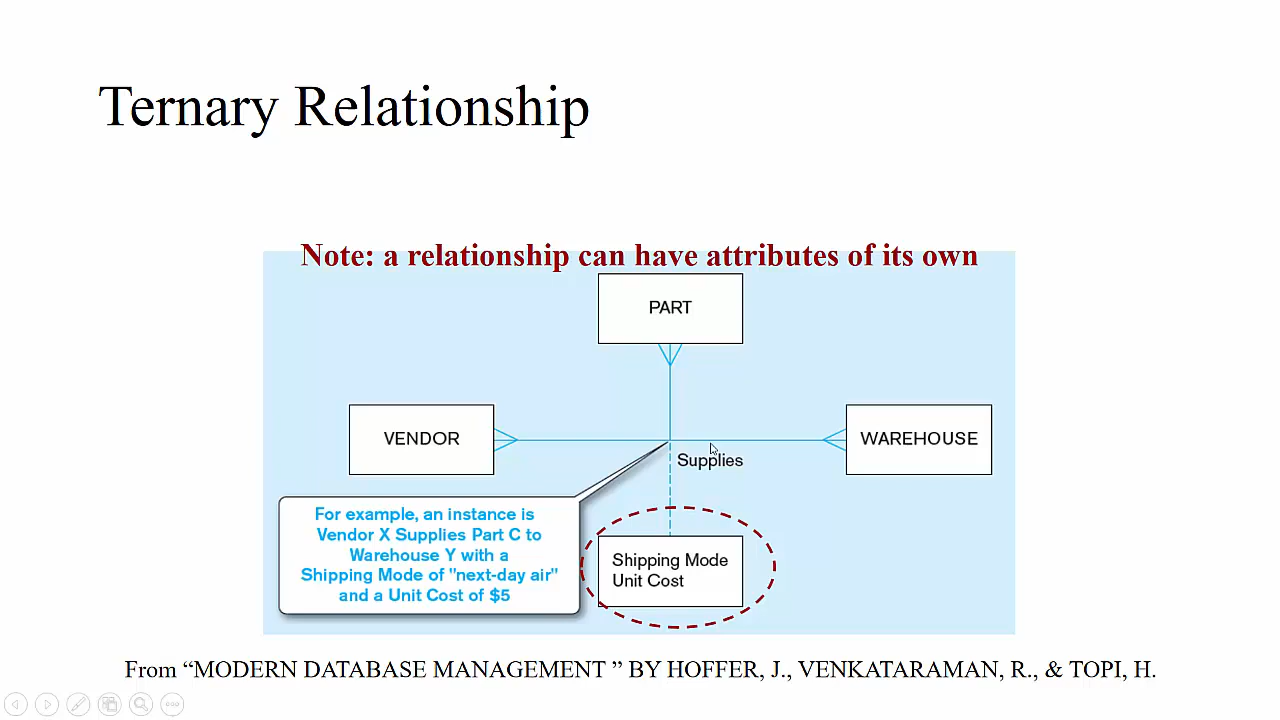 Ternary Relationship
Note: a relationship can have attributes of its own
PART
VENDOR
WAREHOUSE
Supplies
For example, an instance is
Vendor X Supplies Part C to
Warehouse Y with a
Shipping Mode of "next-day air"
and a Unit Cost of $5
Shipping Mode
Unit Cost
From “MODERN DATABASE MANAGEMENT ” BY HOFFER, J., VENKATARAMAN, R., & TOPI, H.